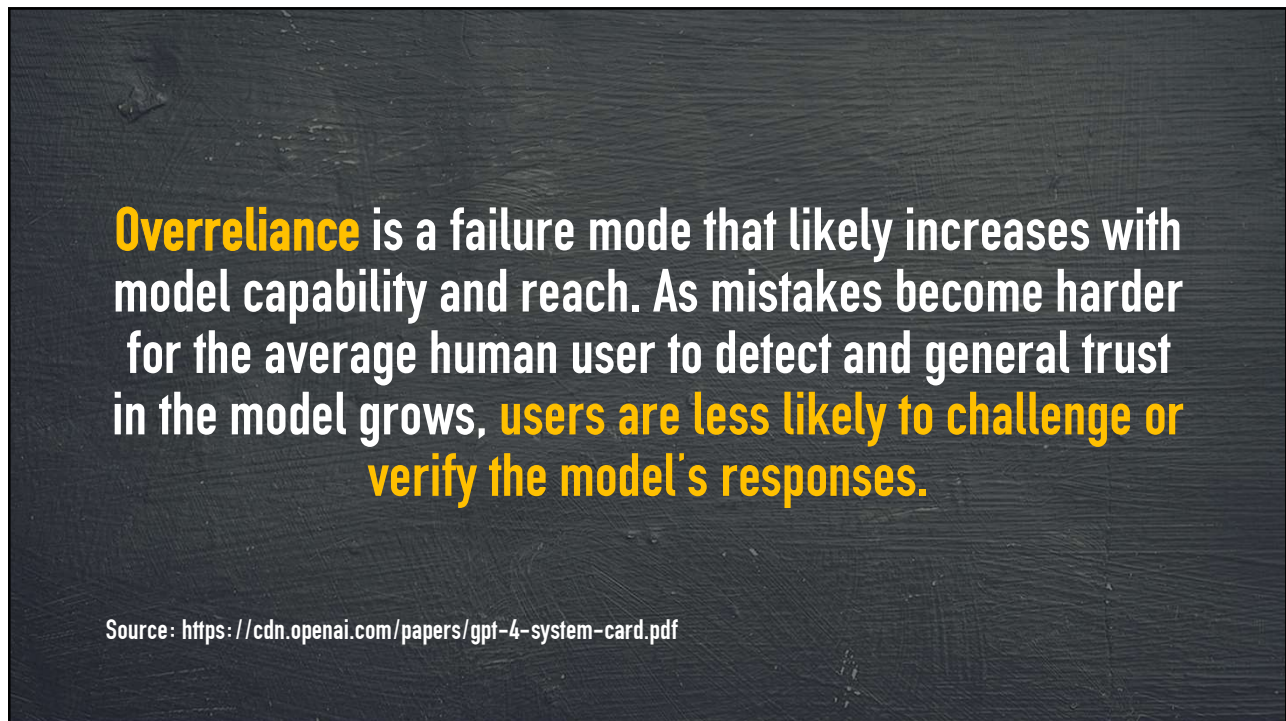 Overreliance is a failure mode that likely increases with
model capability and reach. As mistakes become harder
for the average human user to detect and general trust
in the model grows, users are less likely to challenge or
verify the model's responses.
Source: https://cdn.openai.com/papers/gpt-4-system-card.pdf